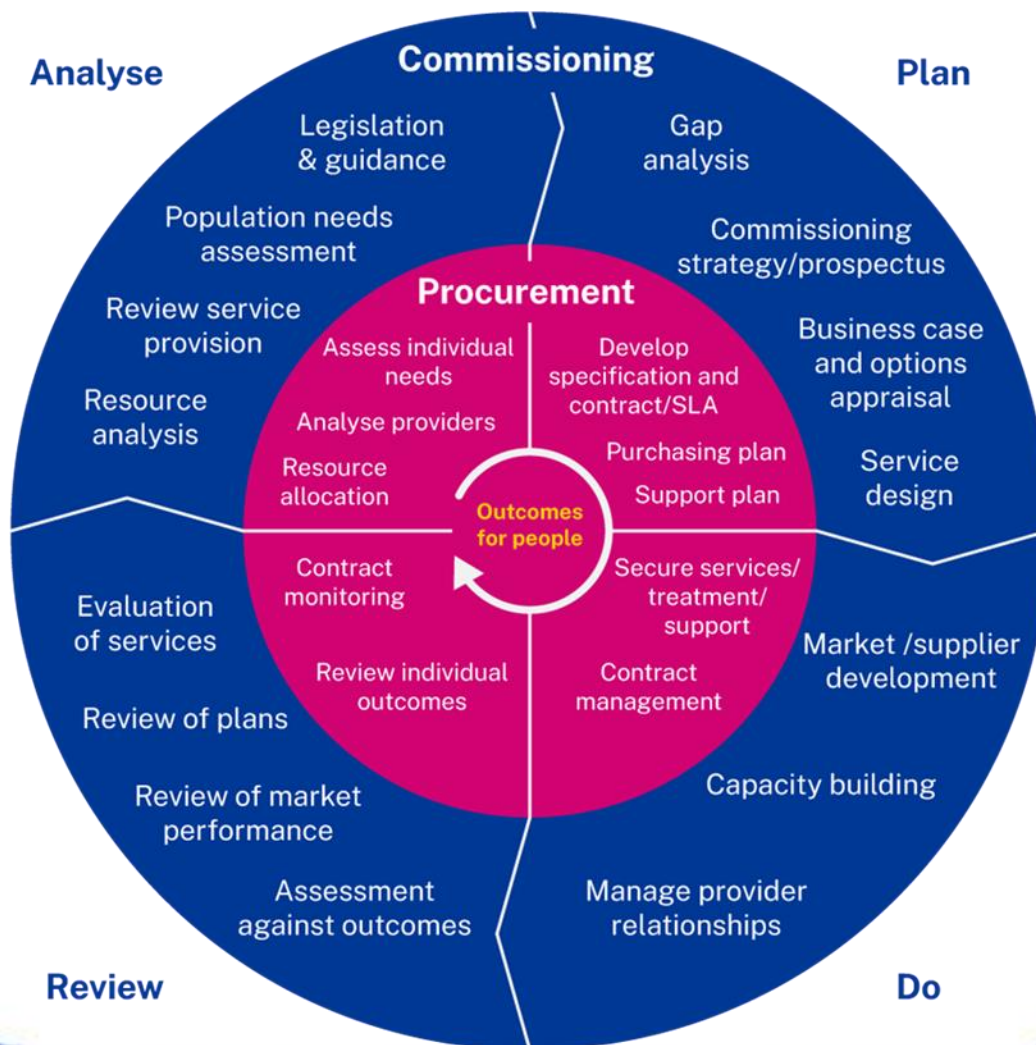 Analyse
Plan
Commissioning
Legislation
& guidance
Population needs
assessment
Review service
provision
Resource
analysis
Gap
analysis
Commissioning
strategy/prospectus
Business case
and options
appraisal
Service
design
Procurement
Assess individual
needs
Analyse providers
Resource
allocation
Develop
specification and
contract/SLA
Purchasing plan
Support plan
Outcomes
for people
Contract
monitoring
Review individual
outcomes
Secure services/
treatment/
support
Contract
management
Evaluation
of services
Review of plans
Review of market
performance
Assessment
against outcomes
Market /supplier
development
Capacity building
Manage provider
relationships
Review
Do